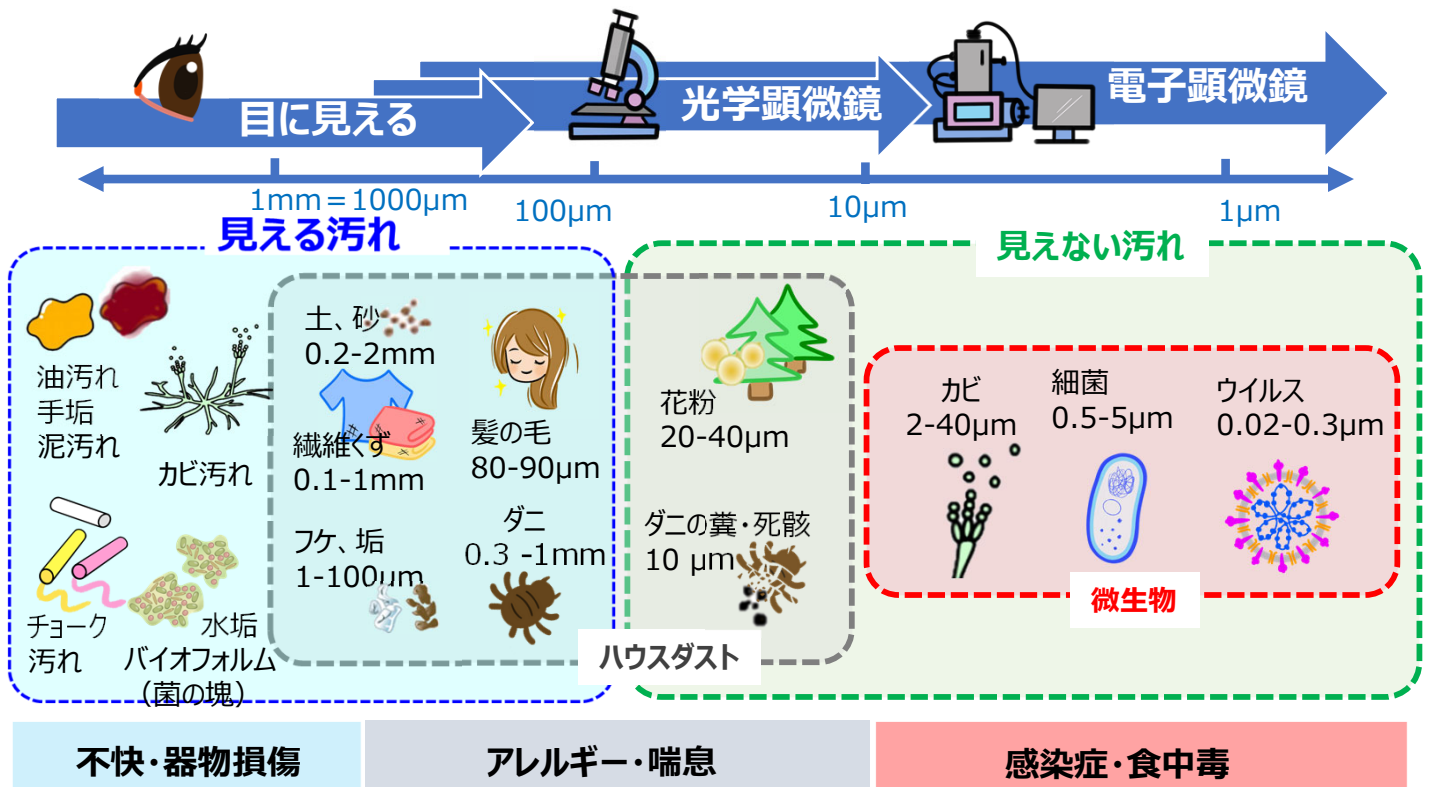 目に見える
光学顕微鏡
電子顕微鏡
1mm＝1000μm
100μm
10μm
1μm
見える汚れ
見えない汚れ
油汚れ
手垢
泥汚れ
カビ汚れ
チョーク
汚れ
水垢
バイオフォルム
（菌の塊）
土、砂
0.2-2mm
繊維くず
0.1-1mm
髪の毛
80-90μm
フケ、垢
1-100μm
ダニ
0.3 -1mm
花粉
20-40μm
ダニの糞・死骸
10 μm
ハウスダスト
カビ
2-40μm
細菌
0.5-5μm
ウイルス
0.02-0.3μm
微生物
不快・器物損傷
アレルギー・喘息
感染症・食中毒